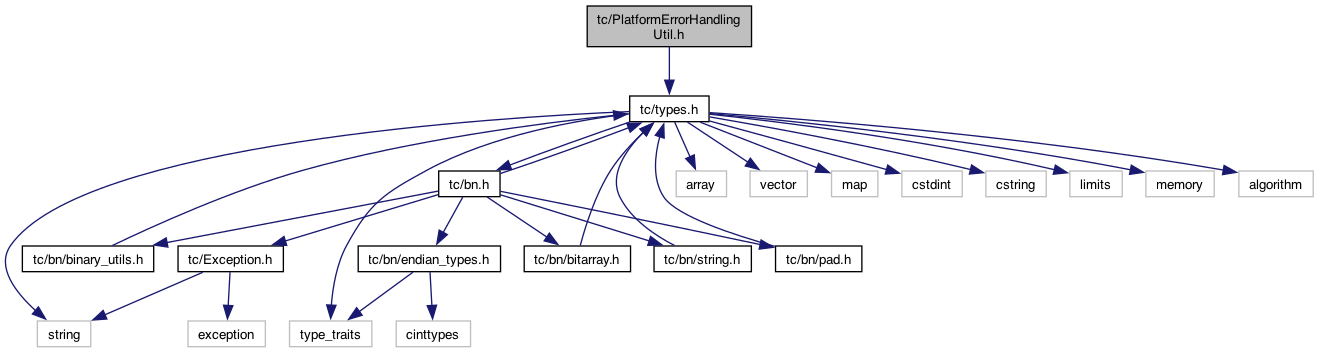 tc/PlatformErrorHandling
Util.h
tc/types.h
tc/bn.h
array
vector
map
cstdint
cstring
limits
memory
algorithm
tc/bn/binary_utils.h
tc/Exception.h
tc/bn/endian_types.h
tc/bn/bitarray.h
tc/bn/string.h
tc/bn/pad.h
string
exception
type_traits
cinttypes